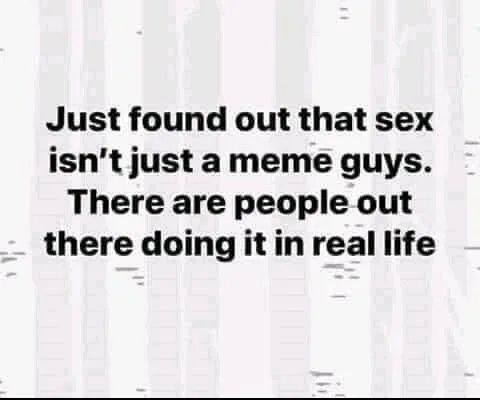 Just found out that sex
isn't just a meme guys.
There are people out
there doing it in real life